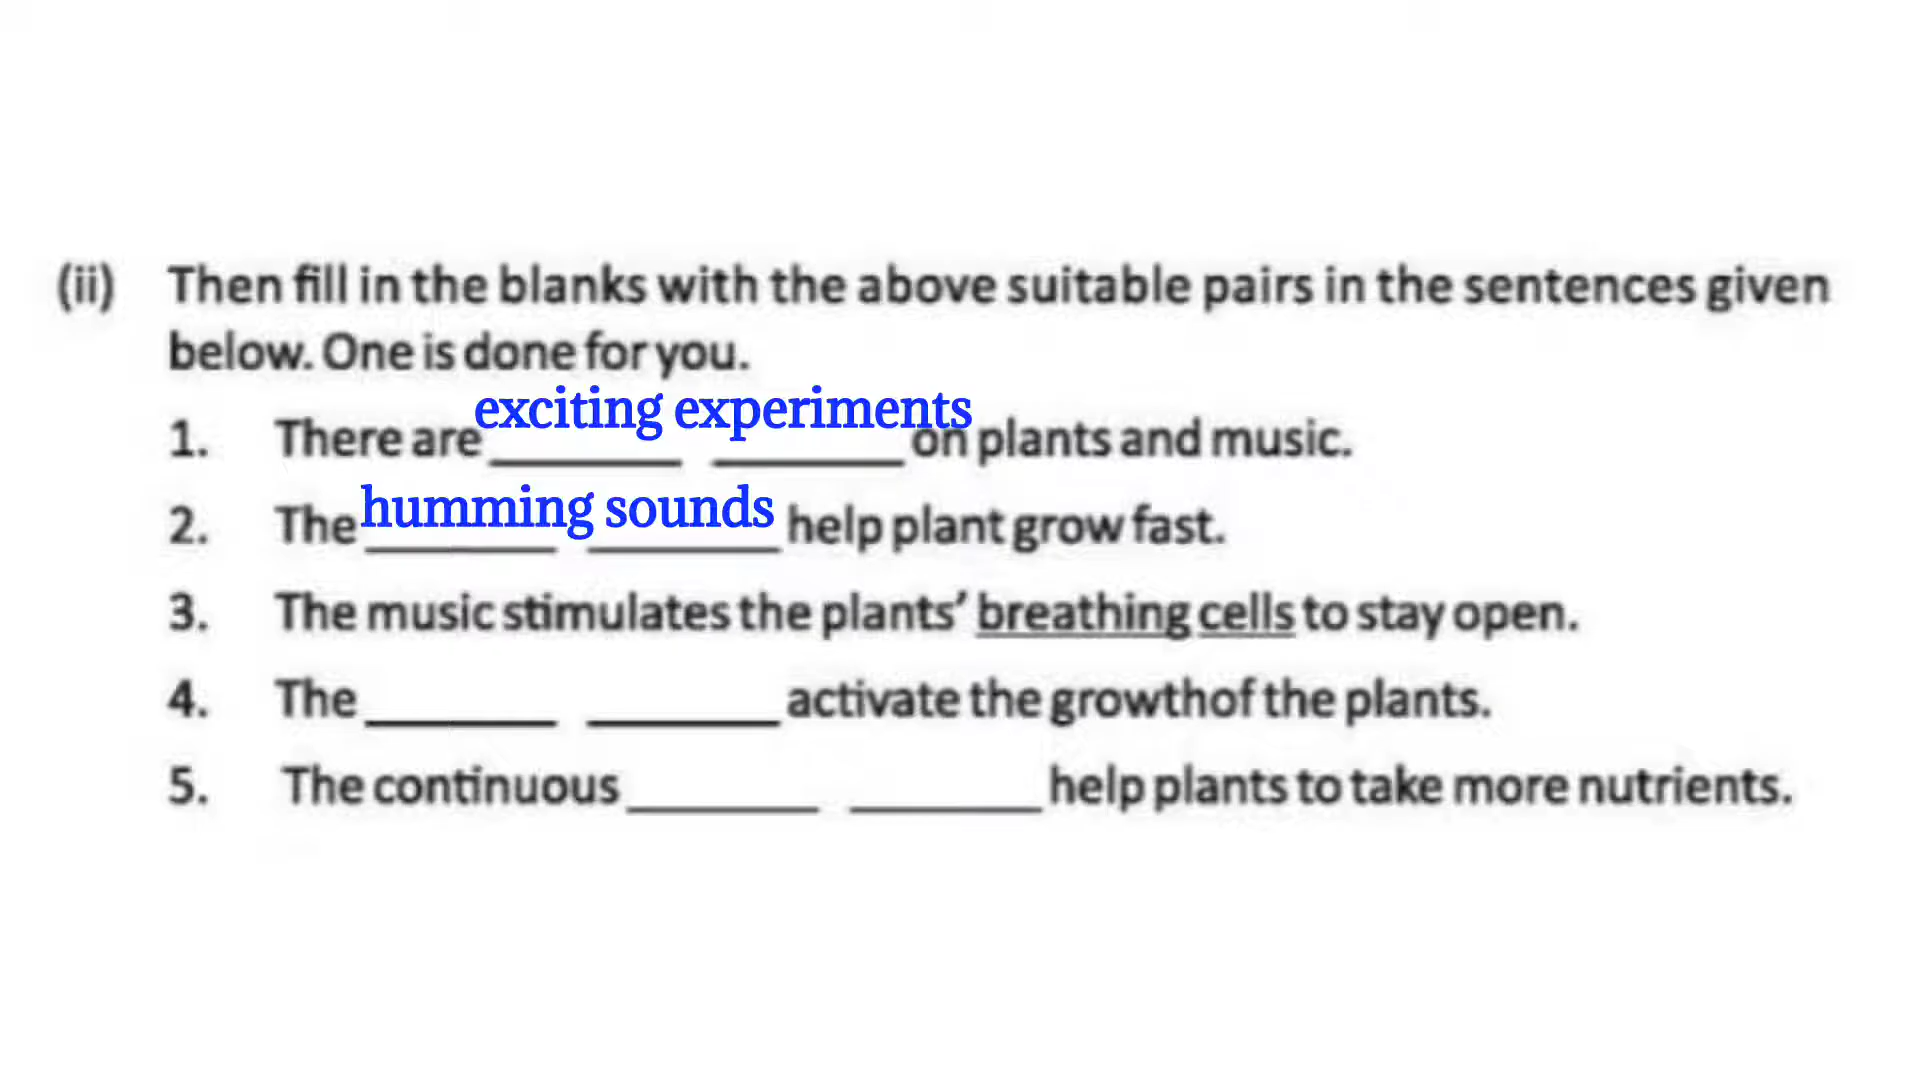 (ii) Then fill in the blanks with the above suitable pairs in the sentences given
below. One is done for you.
1. There are exciting experiments on plants and music.
2. The humming sounds help plant grow fast.
3. The music stimulates the plants’ breathing cells to stay open.
4. The ________ ________ activate the growthof the plants.
5. The continuous ________ ________ help plants to take more nutrients.